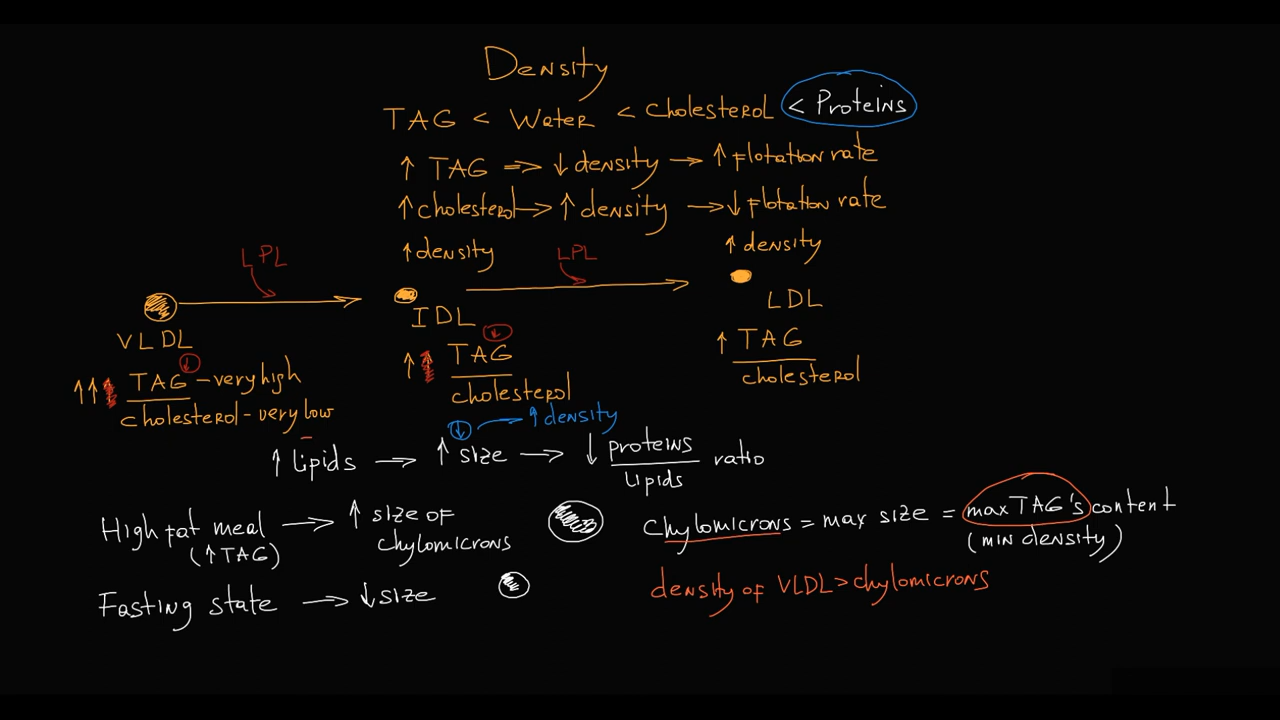 Density
TAG < Water < Cholesterol < Proteins
↑ TAG => ↓ density → ↑ flotation rate
↑ cholesterol → ↑ density → ↓ flotation rate
LPL ↑ density LPL ↑ density
VLDL IDL LDL
↑↑↑ TAG ↓ - very high
cholesterol - very low
↑↑ TAG ↓
cholesterol
↓ → ↑ density
↑ TAG
cholesterol
↑ lipids → ↑ size → ↓ proteins
lipids
ratio
High fat meal → ↑ size of
(↑ TAG) chylomicrons
chylomicrons = max size = max TAG's content
(min density)
Fasting state → ↓ size
density of VLDL > chylomicrons